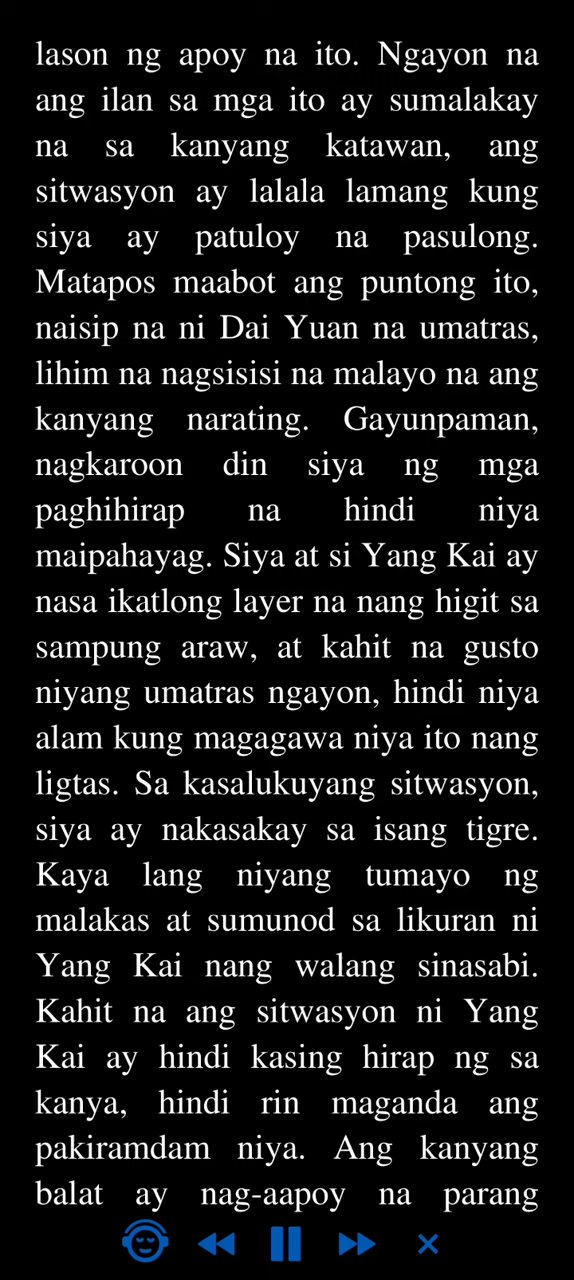 lason ng apoy na ito. Ngayon na
ang ilan sa mga ito ay sumalakay
na sa kanyang katawan, ang
sitwasyon ay lalala lamang kung
siya ay patuloy na pasulong.
Matapos maabot ang puntong ito,
naisip na ni Dai Yuan na umatras,
lihim na nagsisisi na malayo na ang
kanyang narating. Gayunpaman,
nagkaroon din siya ng mga
paghihirap na hindi niya
maipahayag. Siya at si Yang Kai ay
nasa ikatlong layer na nang higit sa
sampung araw, at kahit na gusto
niyang umatras ngayon, hindi niya
alam kung magagawa niya ito nang
ligtas. Sa kasalukuyang sitwasyon,
siya ay nakasakay sa isang tigre.
Kaya lang niyang tumayo ng
malakas at sumunod sa likuran ni
Yang Kai nang walang sinasabi.
Kahit na ang sitwasyon ni Yang
Kai ay hindi kasing hirap ng sa
kanya, hindi rin maganda ang
pakiramdam niya. Ang kanyang
balat ay nag-aapoy na parang